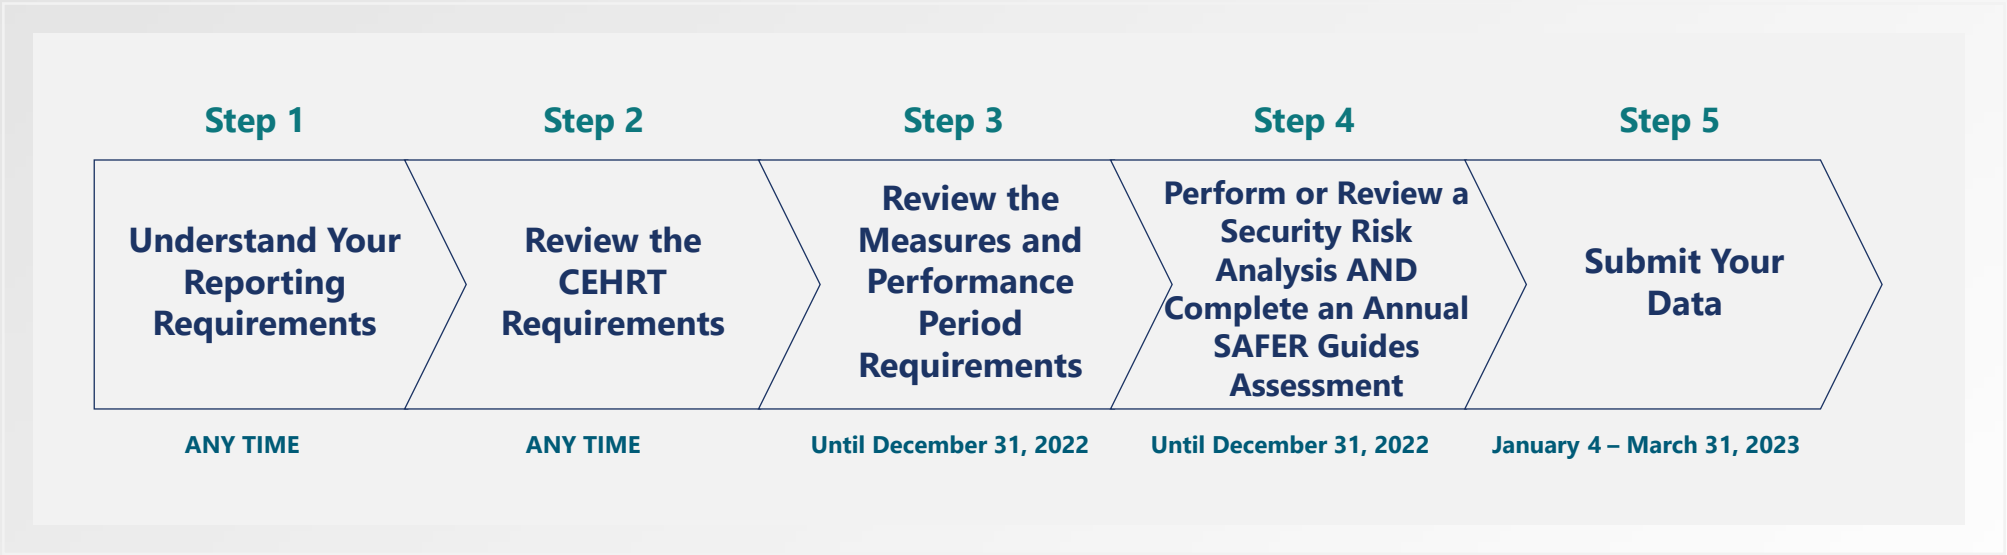 Step 1
Understand Your
Reporting
Requirements
ANY TIME
Step 2
Review the
CEHRT
Requirements
ANY TIME
Step 3
Review the
Measures and
Performance
Period
Requirements
Until December 31, 2022
Step 4
Perform or Review a
Security Risk
Analysis AND
Complete an Annual
SAFER Guides
Assessment
Until December 31, 2022
Step 5
Submit Your
Data
January 4 – March 31, 2023